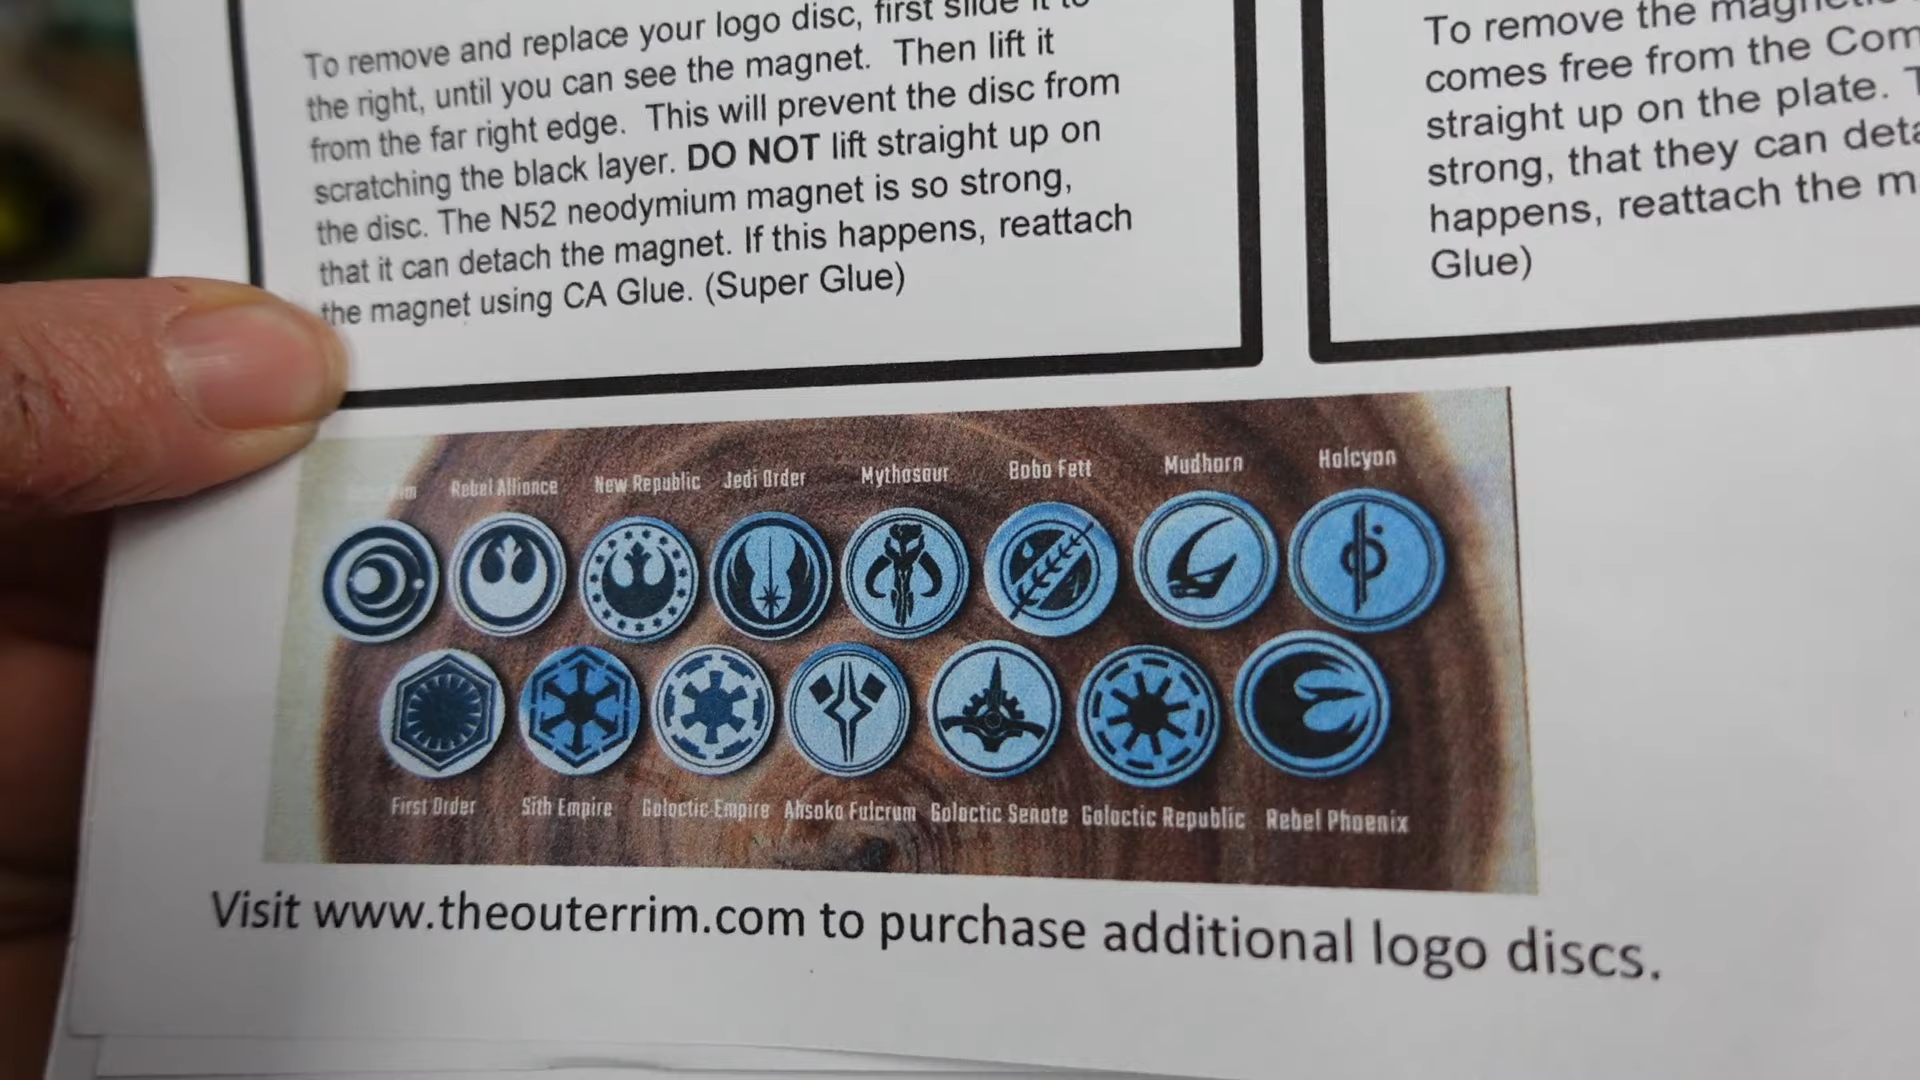 To remove and replace your logo disc, first slide it to
the right, until you can see the magnet. Then lift it
from the far right edge. This will prevent the disc from
scratching the black layer. DO NOT lift straight up on
the disc. The N52 neodymium magnet is so strong,
that it can detach the magnet. If this happens, reattach
the magnet using CA Glue. (Super Glue)
To remove the magnetic
comes free from the Com
straight up on the plate. T
strong, that they can deta
happens, reattach the m
Glue)
Rebel Alliance New Republic Jedi Order Mythosaur Bobo Fett Mudhorn Halcyon
First Order Sith Empire Galactic Empire Ahsoka Fulcrum Galactic Senate Galactic Republic Rebel Phoenix
Visit www.theouterrim.com to purchase additional logo discs.